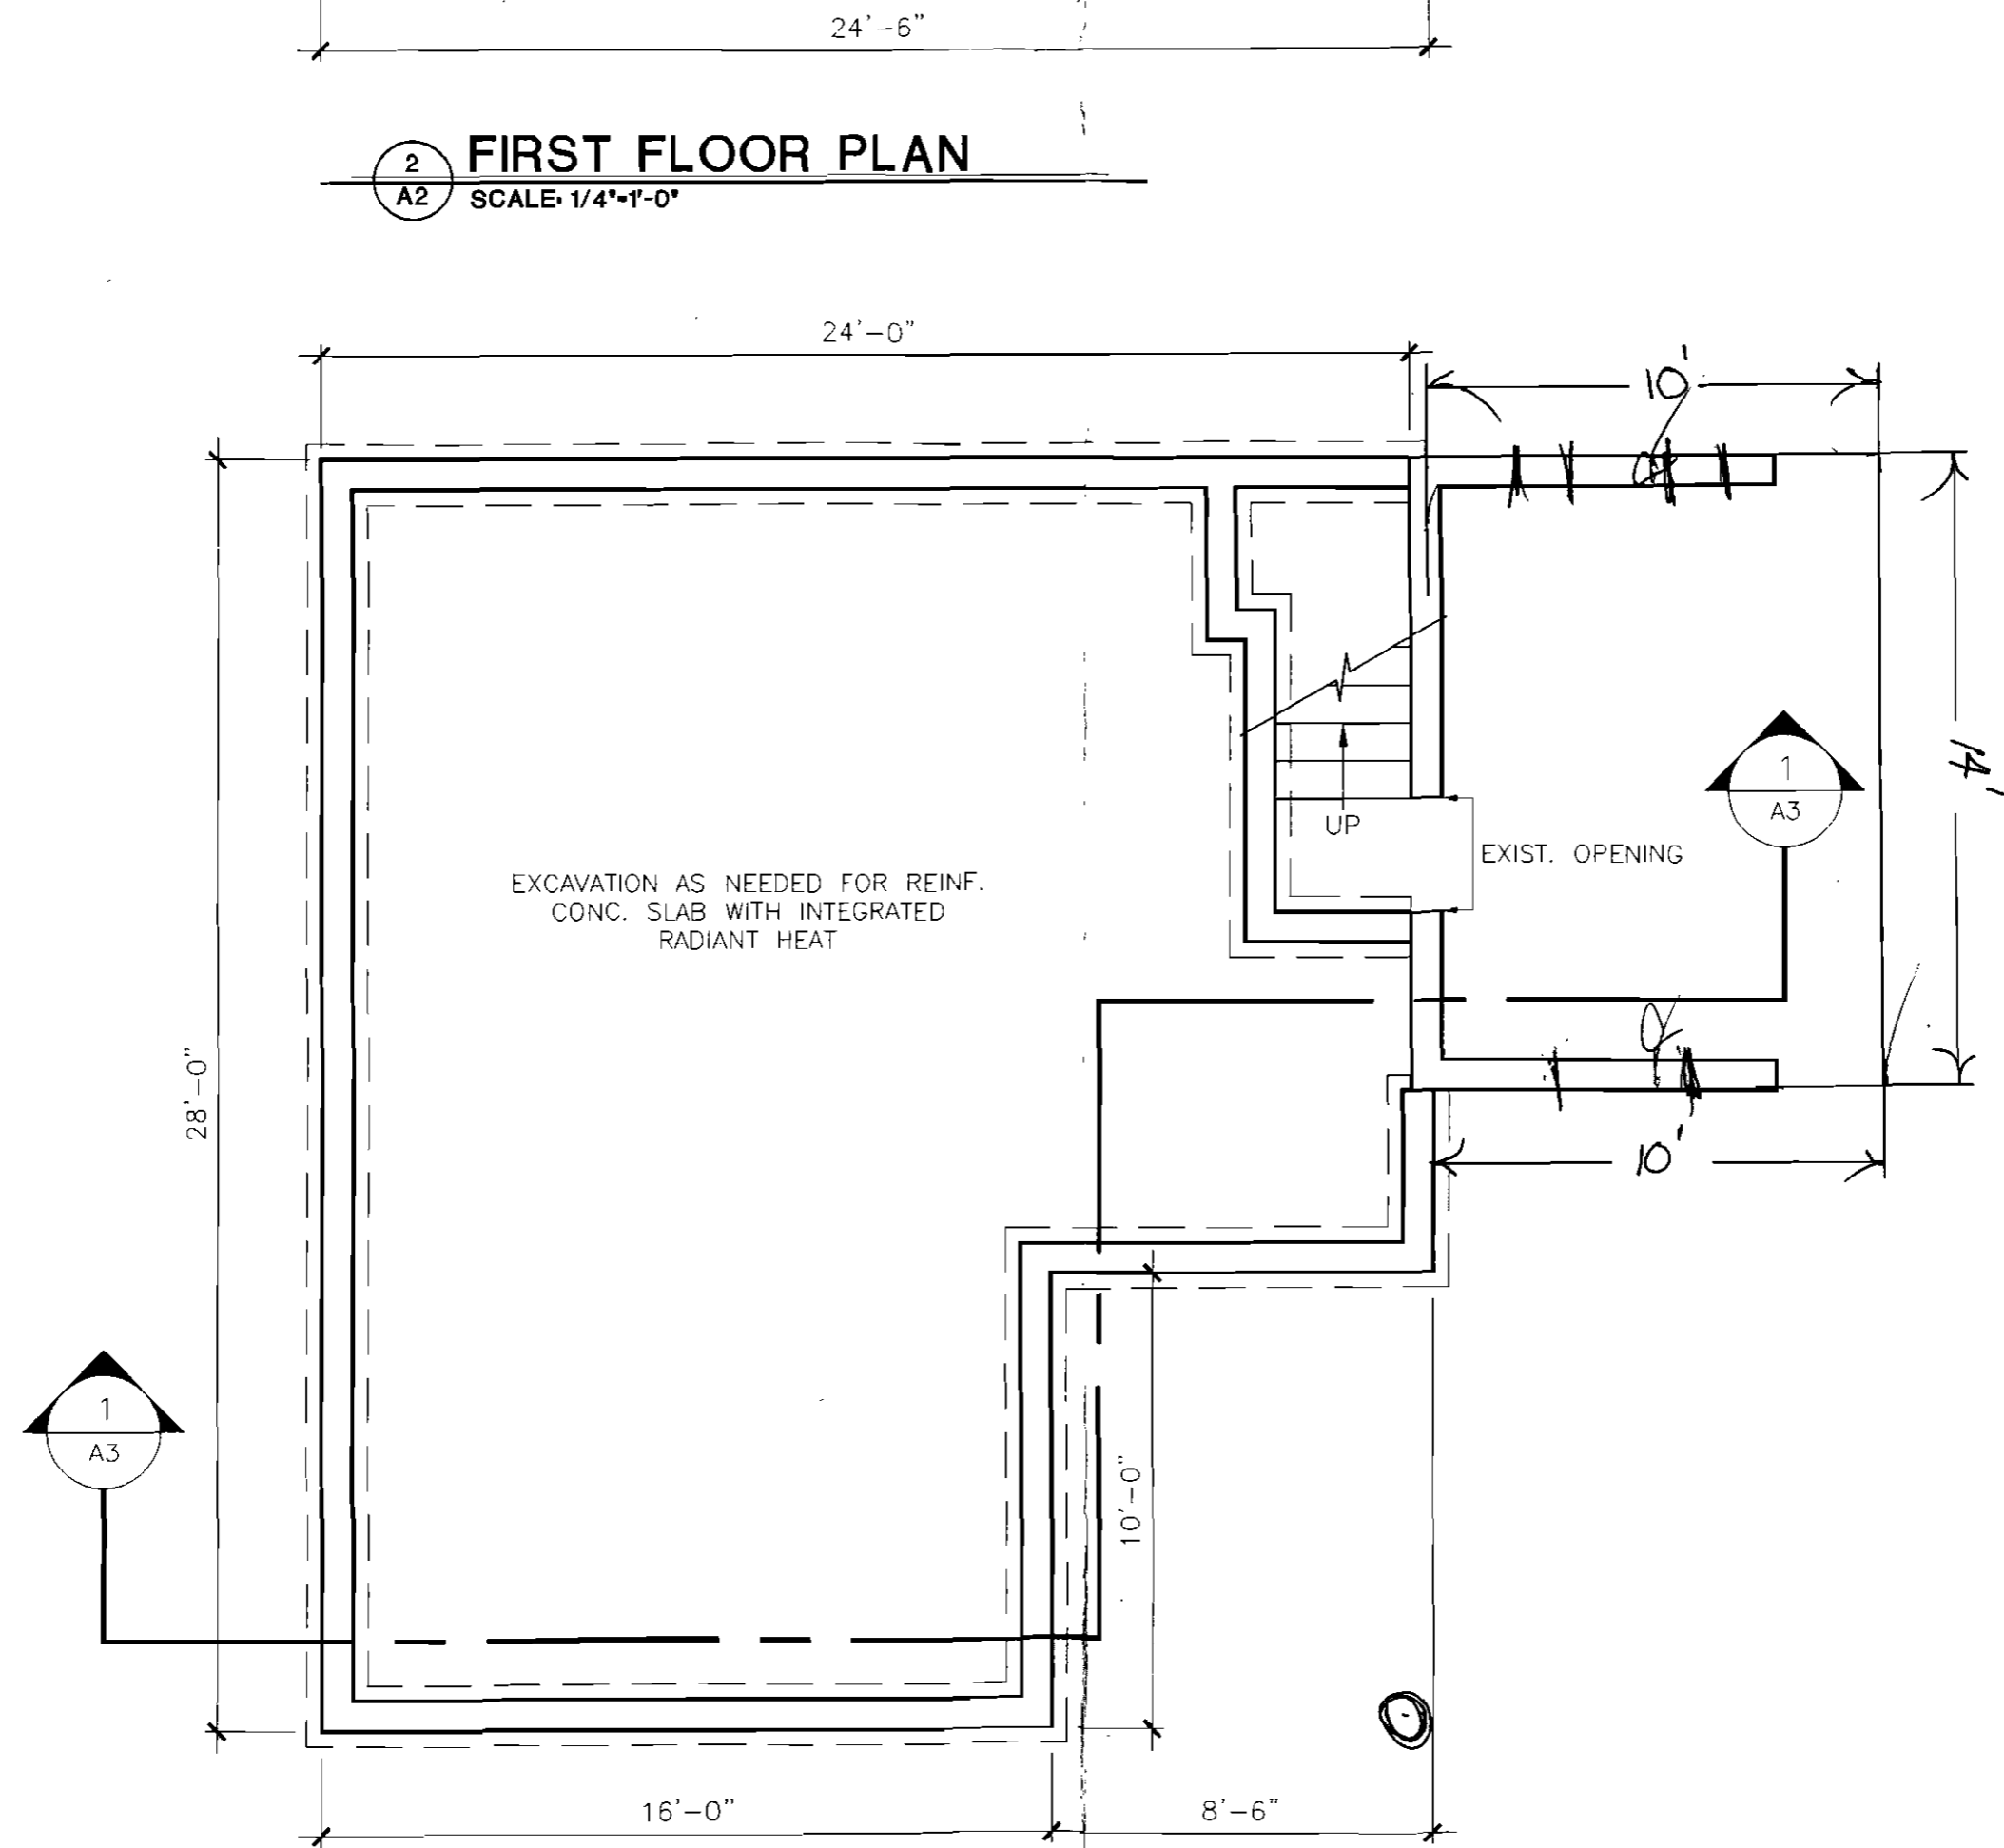 24'-6"
2
A2
FIRST FLOOR PLAN
SCALE: 1/4"=1'-0"
24'-0"
10'
14'
1
A3
UP
EXIST. OPENING
EXCAVATION AS NEEDED FOR REINF.
CONC. SLAB WITH INTEGRATED
RADIANT HEAT
28'-0"
10'
1
A3
10'-0"
16'-0"
8'-6"